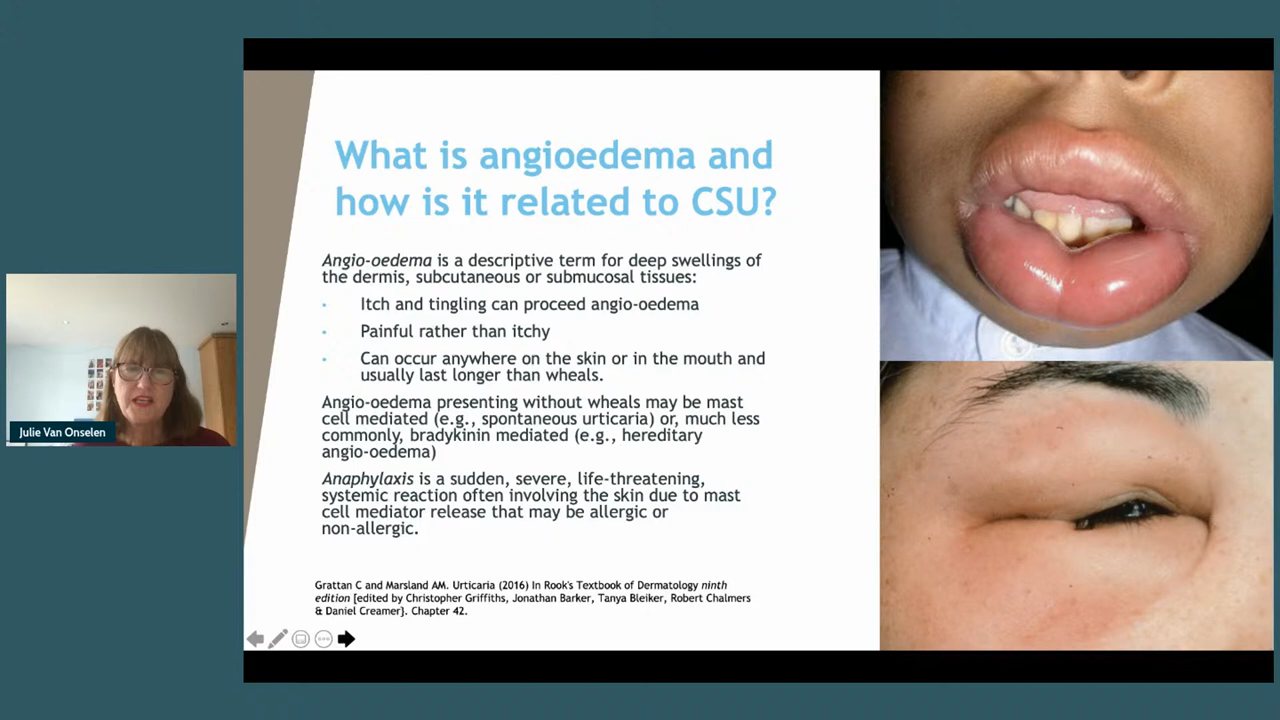 What is angioedema and
how is it related to CSU?
Angio-oedema is a descriptive term for deep swellings of
the dermis, subcutaneous or submucosal tissues:
• Itch and tingling can proceed angio-oedema
• Painful rather than itchy
• Can occur anywhere on the skin or in the mouth and
usually last longer than wheals.
Angio-oedema presenting without wheals may be mast
cell mediated (e.g., spontaneous urticaria) or, much less
commonly, bradykinin mediated (e.g., hereditary
angio-oedema)
Anaphylaxis is a sudden, severe, life-threatening,
systemic reaction often involving the skin due to mast
cell mediator release that may be allergic or
non-allergic.
Grattan C and Marsland AM. Urticaria (2016) In Rook's Textbook of Dermatology ninth
edition [edited by Christopher Griffiths, Jonathan Barker, Tanya Bleiker, Robert Chalmers
& Daniel Creamer}. Chapter 42.
Julie Van Onselen